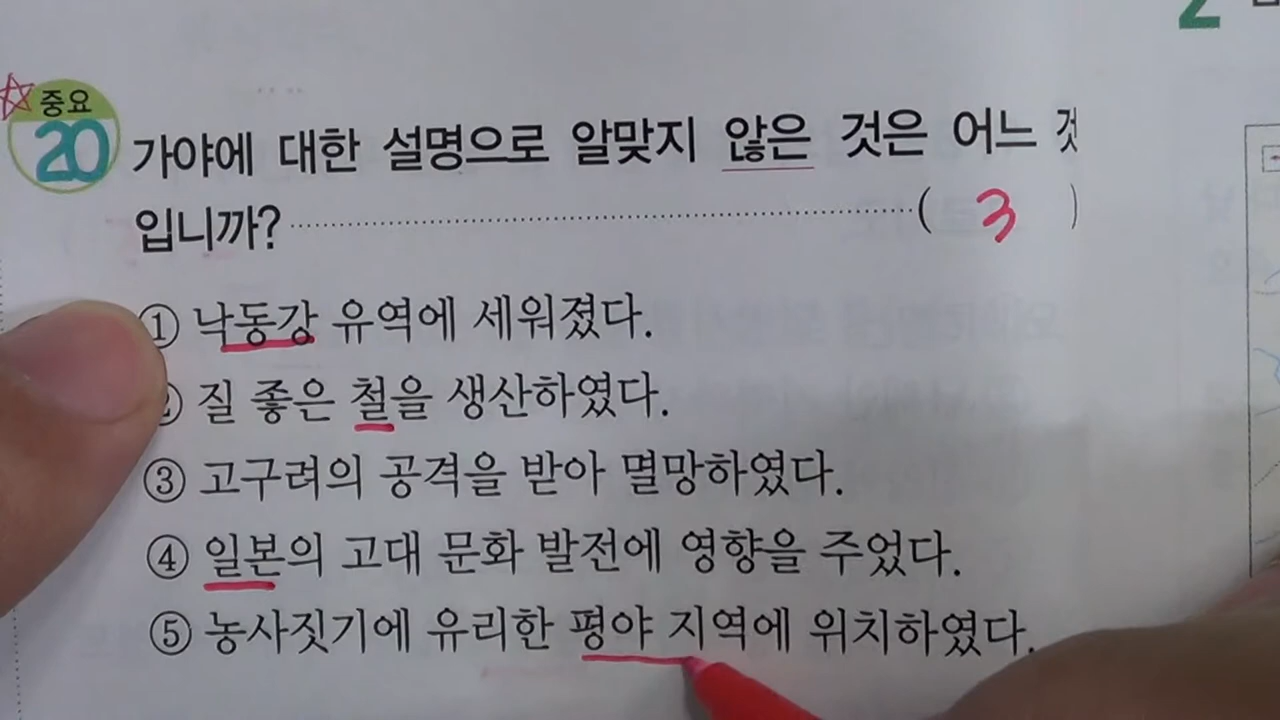 중요
20 가야에 대한 설명으로 알맞지 않은 것은 어느 것
입니까? ( 3 )
① 낙동강 유역에 세워졌다.
② 질 좋은 철을 생산하였다.
③ 고구려의 공격을 받아 멸망하였다.
④ 일본의 고대 문화 발전에 영향을 주었다.
⑤ 농사짓기에 유리한 평야 지역에 위치하였다.